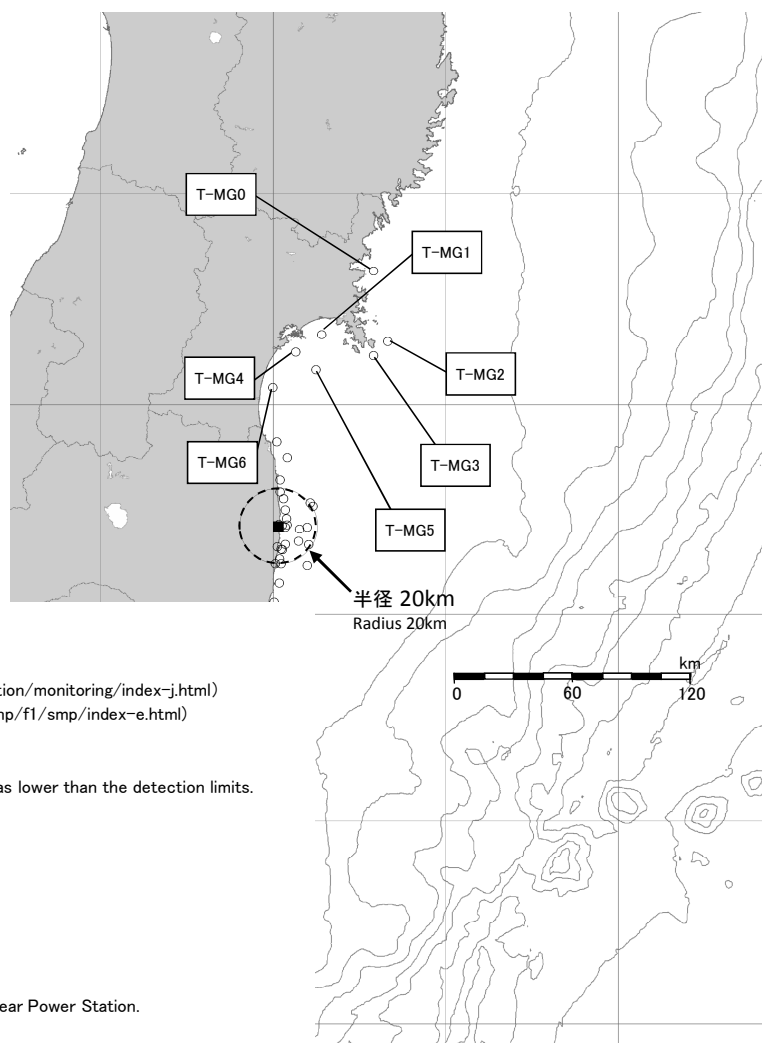 T-MG0
T-MG1
T-MG4
T-MG2
T-MG6
T-MG3
T-MG5
半径 20km
Radius 20km
km
0 60 120
tion/monitoring/index-j.html)
np/f1/smp/index-e.html)
as lower than the detection limits.
ear Power Station.